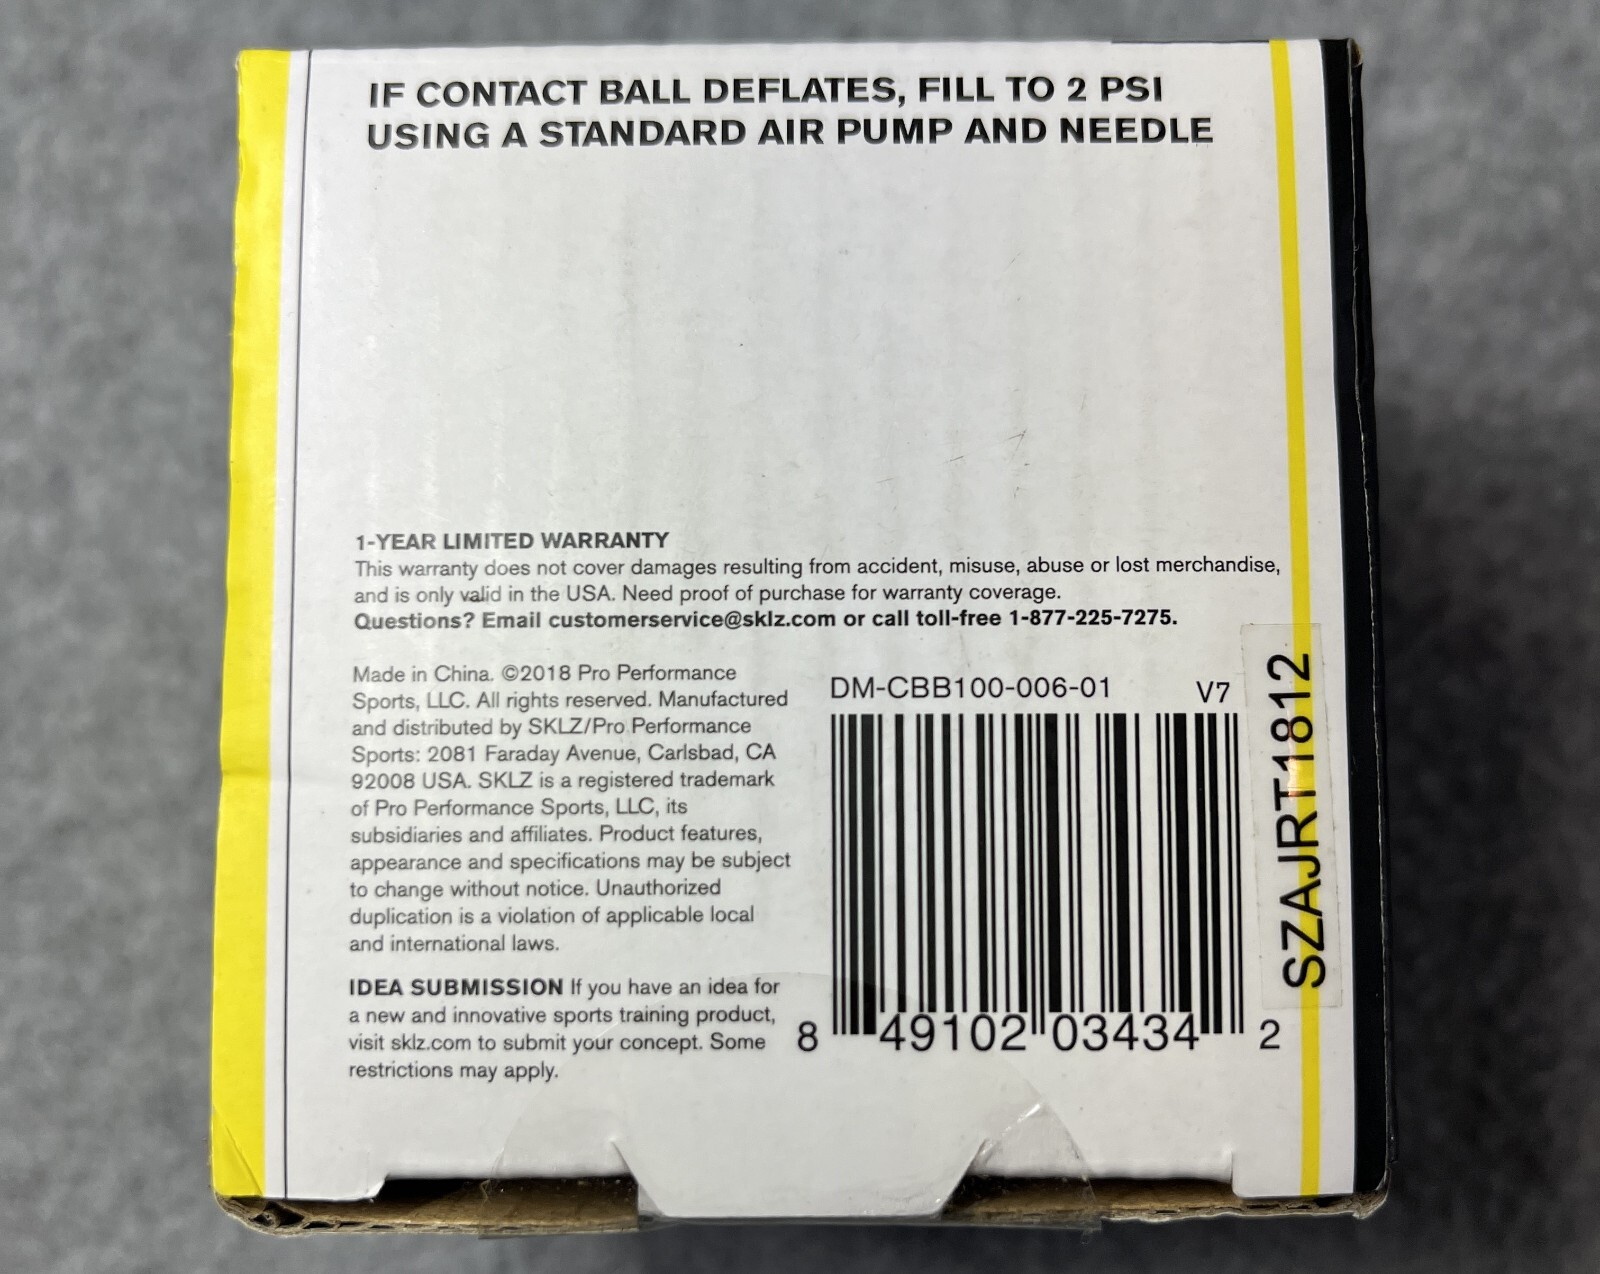 IF CONTACT BALL DEFLATES, FILL TO 2 PSI
USING A STANDARD AIR PUMP AND NEEDLE
1-YEAR LIMITED WARRANTY
This warranty does not cover damages resulting from accident, misuse, abuse or lost merchandise,
and is only valid in the USA. Need proof of purchase for warranty coverage.
Questions? Email customerservice@sklz.com or call toll-free 1-877-225-7275.
Made in China. ©2018 Pro Performance
Sports, LLC. All rights reserved. Manufactured
and distributed by SKLZ/Pro Performance
Sports: 2081 Faraday Avenue, Carlsbad, CA
92008 USA. SKLZ is a registered trademark
of Pro Performance Sports, LLC, its
subsidiaries and affiliates. Product features,
appearance and specifications may be subject
to change without notice. Unauthorized
duplication is a violation of applicable local
and international laws.
IDEA SUBMISSION If you have an idea for
a new and innovative sports training product,
visit sklz.com to submit your concept. Some
restrictions may apply.
DM-CBB100-006-01 V7
8 49102 03434 2
SZAJRT1812